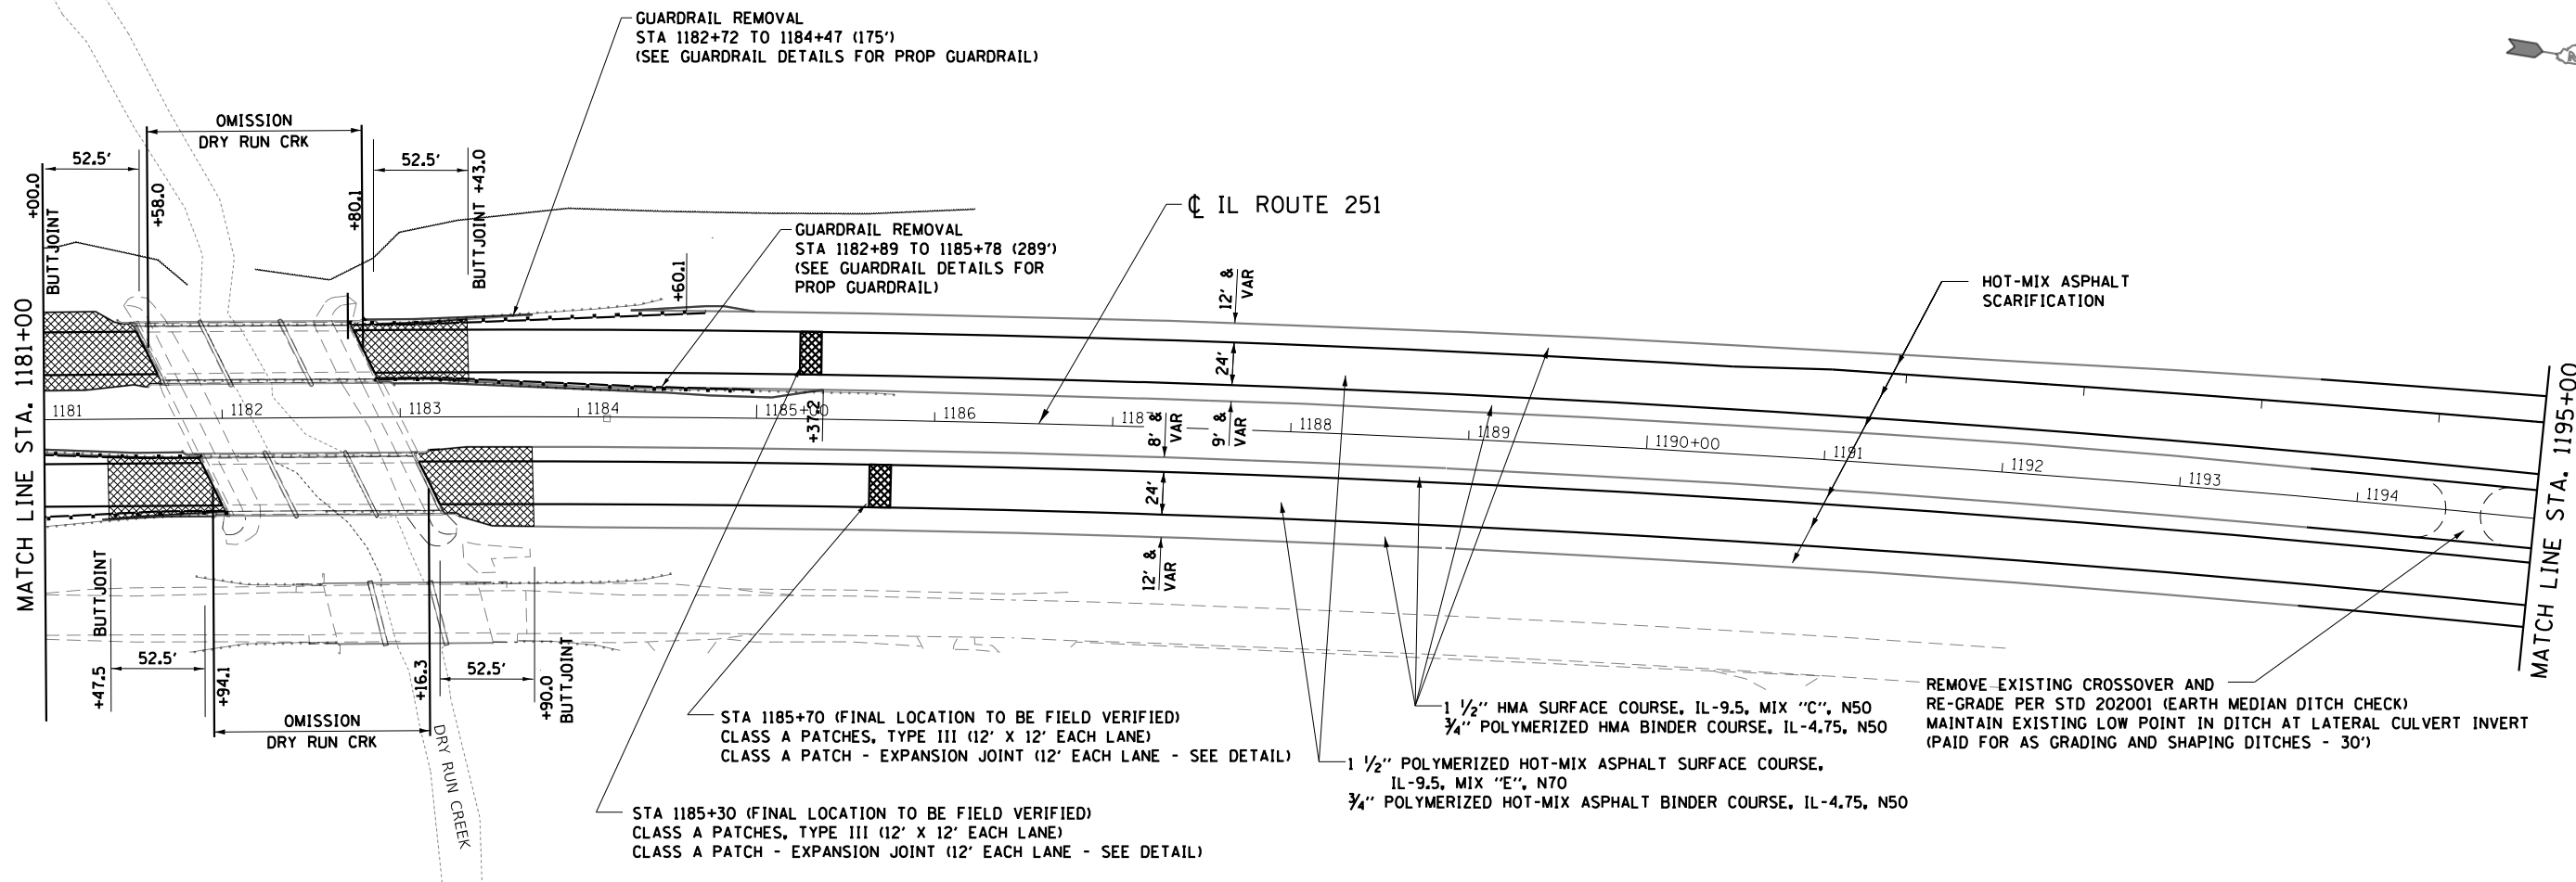 GUARDRAIL REMOVAL
STA 1182+72 TO 1184+47 (175')
(SEE GUARDRAIL DETAILS FOR PROP GUARDRAIL)
OMISSION
DRY RUN CRK
52.5'
52.5'
+00.0
BUTTJOINT
+58.0
+80.1
BUTTJOINT +43.0
℄ IL ROUTE 251
GUARDRAIL REMOVAL
STA 1182+89 TO 1185+78 (289')
(SEE GUARDRAIL DETAILS FOR
PROP GUARDRAIL)
+60.1
12' &
VAR
HOT-MIX ASPHALT
SCARIFICATION
24'
MATCH LINE STA. 1181+00
1181
1182
1183
1184
1185+00
+37.2
1186
1187
8' &
VAR
9' &
VAR
1188
1189
1190+00
1191
1192
1193
1194
24'
12' &
VAR
MATCH LINE STA. 1195+00
BUTTJOINT
+47.5
52.5'
+94.1
+16.3
52.5'
+90.0
BUTTJOINT
OMISSION
DRY RUN CRK
DRY RUN CREEK
STA 1185+70 (FINAL LOCATION TO BE FIELD VERIFIED)
CLASS A PATCHES, TYPE III (12' X 12' EACH LANE)
CLASS A PATCH - EXPANSION JOINT (12' EACH LANE - SEE DETAIL)
STA 1185+30 (FINAL LOCATION TO BE FIELD VERIFIED)
CLASS A PATCHES, TYPE III (12' X 12' EACH LANE)
CLASS A PATCH - EXPANSION JOINT (12' EACH LANE - SEE DETAIL)
1 ½" HMA SURFACE COURSE, IL-9.5, MIX "C", N50
¾" POLYMERIZED HMA BINDER COURSE, IL-4.75, N50
1 ½" POLYMERIZED HOT-MIX ASPHALT SURFACE COURSE,
IL-9.5, MIX "E", N70
¾" POLYMERIZED HOT-MIX ASPHALT BINDER COURSE, IL-4.75, N50
REMOVE EXISTING CROSSOVER AND
RE-GRADE PER STD 202001 (EARTH MEDIAN DITCH CHECK)
MAINTAIN EXISTING LOW POINT IN DITCH AT LATERAL CULVERT INVERT
(PAID FOR AS GRADING AND SHAPING DITCHES - 30')